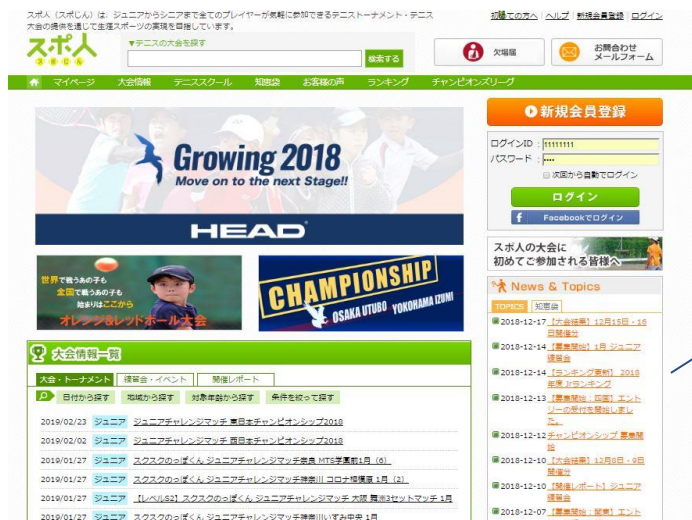 スポ人（スポじん）は、ジュニアからシニアまで全てのプレイヤーが気軽に参加できるテニストーナメント・テニス
大会の提供を通じて生涯スポーツの実現を目指しています。
初めての方へ | ヘルプ | 新規会員登録 | ログイン
スポ人
スポじん
▼テニスの大会を探す
検索する
欠場届
お問合わせ
メールフォーム
マイページ 大会情報 テニススクール 知恵袋 お客様の声 ランキング チャンピオンズリーグ
Growing 2018
Move on to the next Stage!!
HEAD
世界で戦うあの子も
全国で戦うあの子も
始まりはここから
オレンジ&レッドボール大会
CHAMPIONSHIP
OSAKA UTUBO YOKOHAMA IZUMI
大会情報一覧
大会・トーナメント 練習会・イベント 開催レポート
日付から探す 地域から探す 対象年齢から探す 条件を絞って探す
2019/02/23 ジュニア ジュニアチャレンジマッチ 東日本チャンピオンシップ2018
2019/02/02 ジュニア ジュニアチャレンジマッチ 西日本チャンピオンシップ2018
2019/01/27 ジュニア スクスクのっぽくん ジュニアチャレンジマッチ奈良 MTS学園前1月（6）
2019/01/27 ジュニア スクスクのっぽくん ジュニアチャレンジマッチ神奈川 コロナ相模原 1月（2）
2019/01/27 ジュニア 【レベルS2】スクスクのっぽくん ジュニアチャレンジマッチ 大阪 舞洲3セットマッチ 1月
2019/01/27 ジュニア スクスクのっぽくん ジュニアチャレンジマッチ神奈川いずみ中央 1月
新規会員登録
ログインID : 11111111
パスワード : ••••
次回から自動でログイン
ログイン
f Facebookでログイン
スポ人の大会に
初めてご参加される皆様へ
News & Topics
TOPICS 知恵袋
2018-12-17 【大会結果】12月15日・16
日開催分
2018-12-14 【募集開始】1月 ジュニア
練習会
2018-12-14 【ランキング更新】 2018
年度 Jrランキング
2018-12-13 【募集開始：四国】エント
リーの受付を開始しまし
た。
2018-12-12 チャンピオンシップ 募集開
始
2018-12-10 【大会結果】12月8日・9日
開催分
2018-12-10 【開催レポート】ジュニア
練習会
2018-12-07 【募集開始：関東】エント